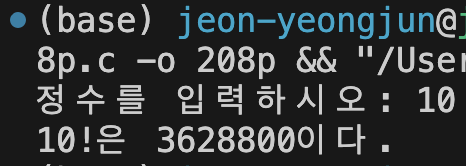 (base) jeon-yeongjun@
8p.c -o 208p && "/User
정수를 입력하시오: 10
10!은 3628800이다.